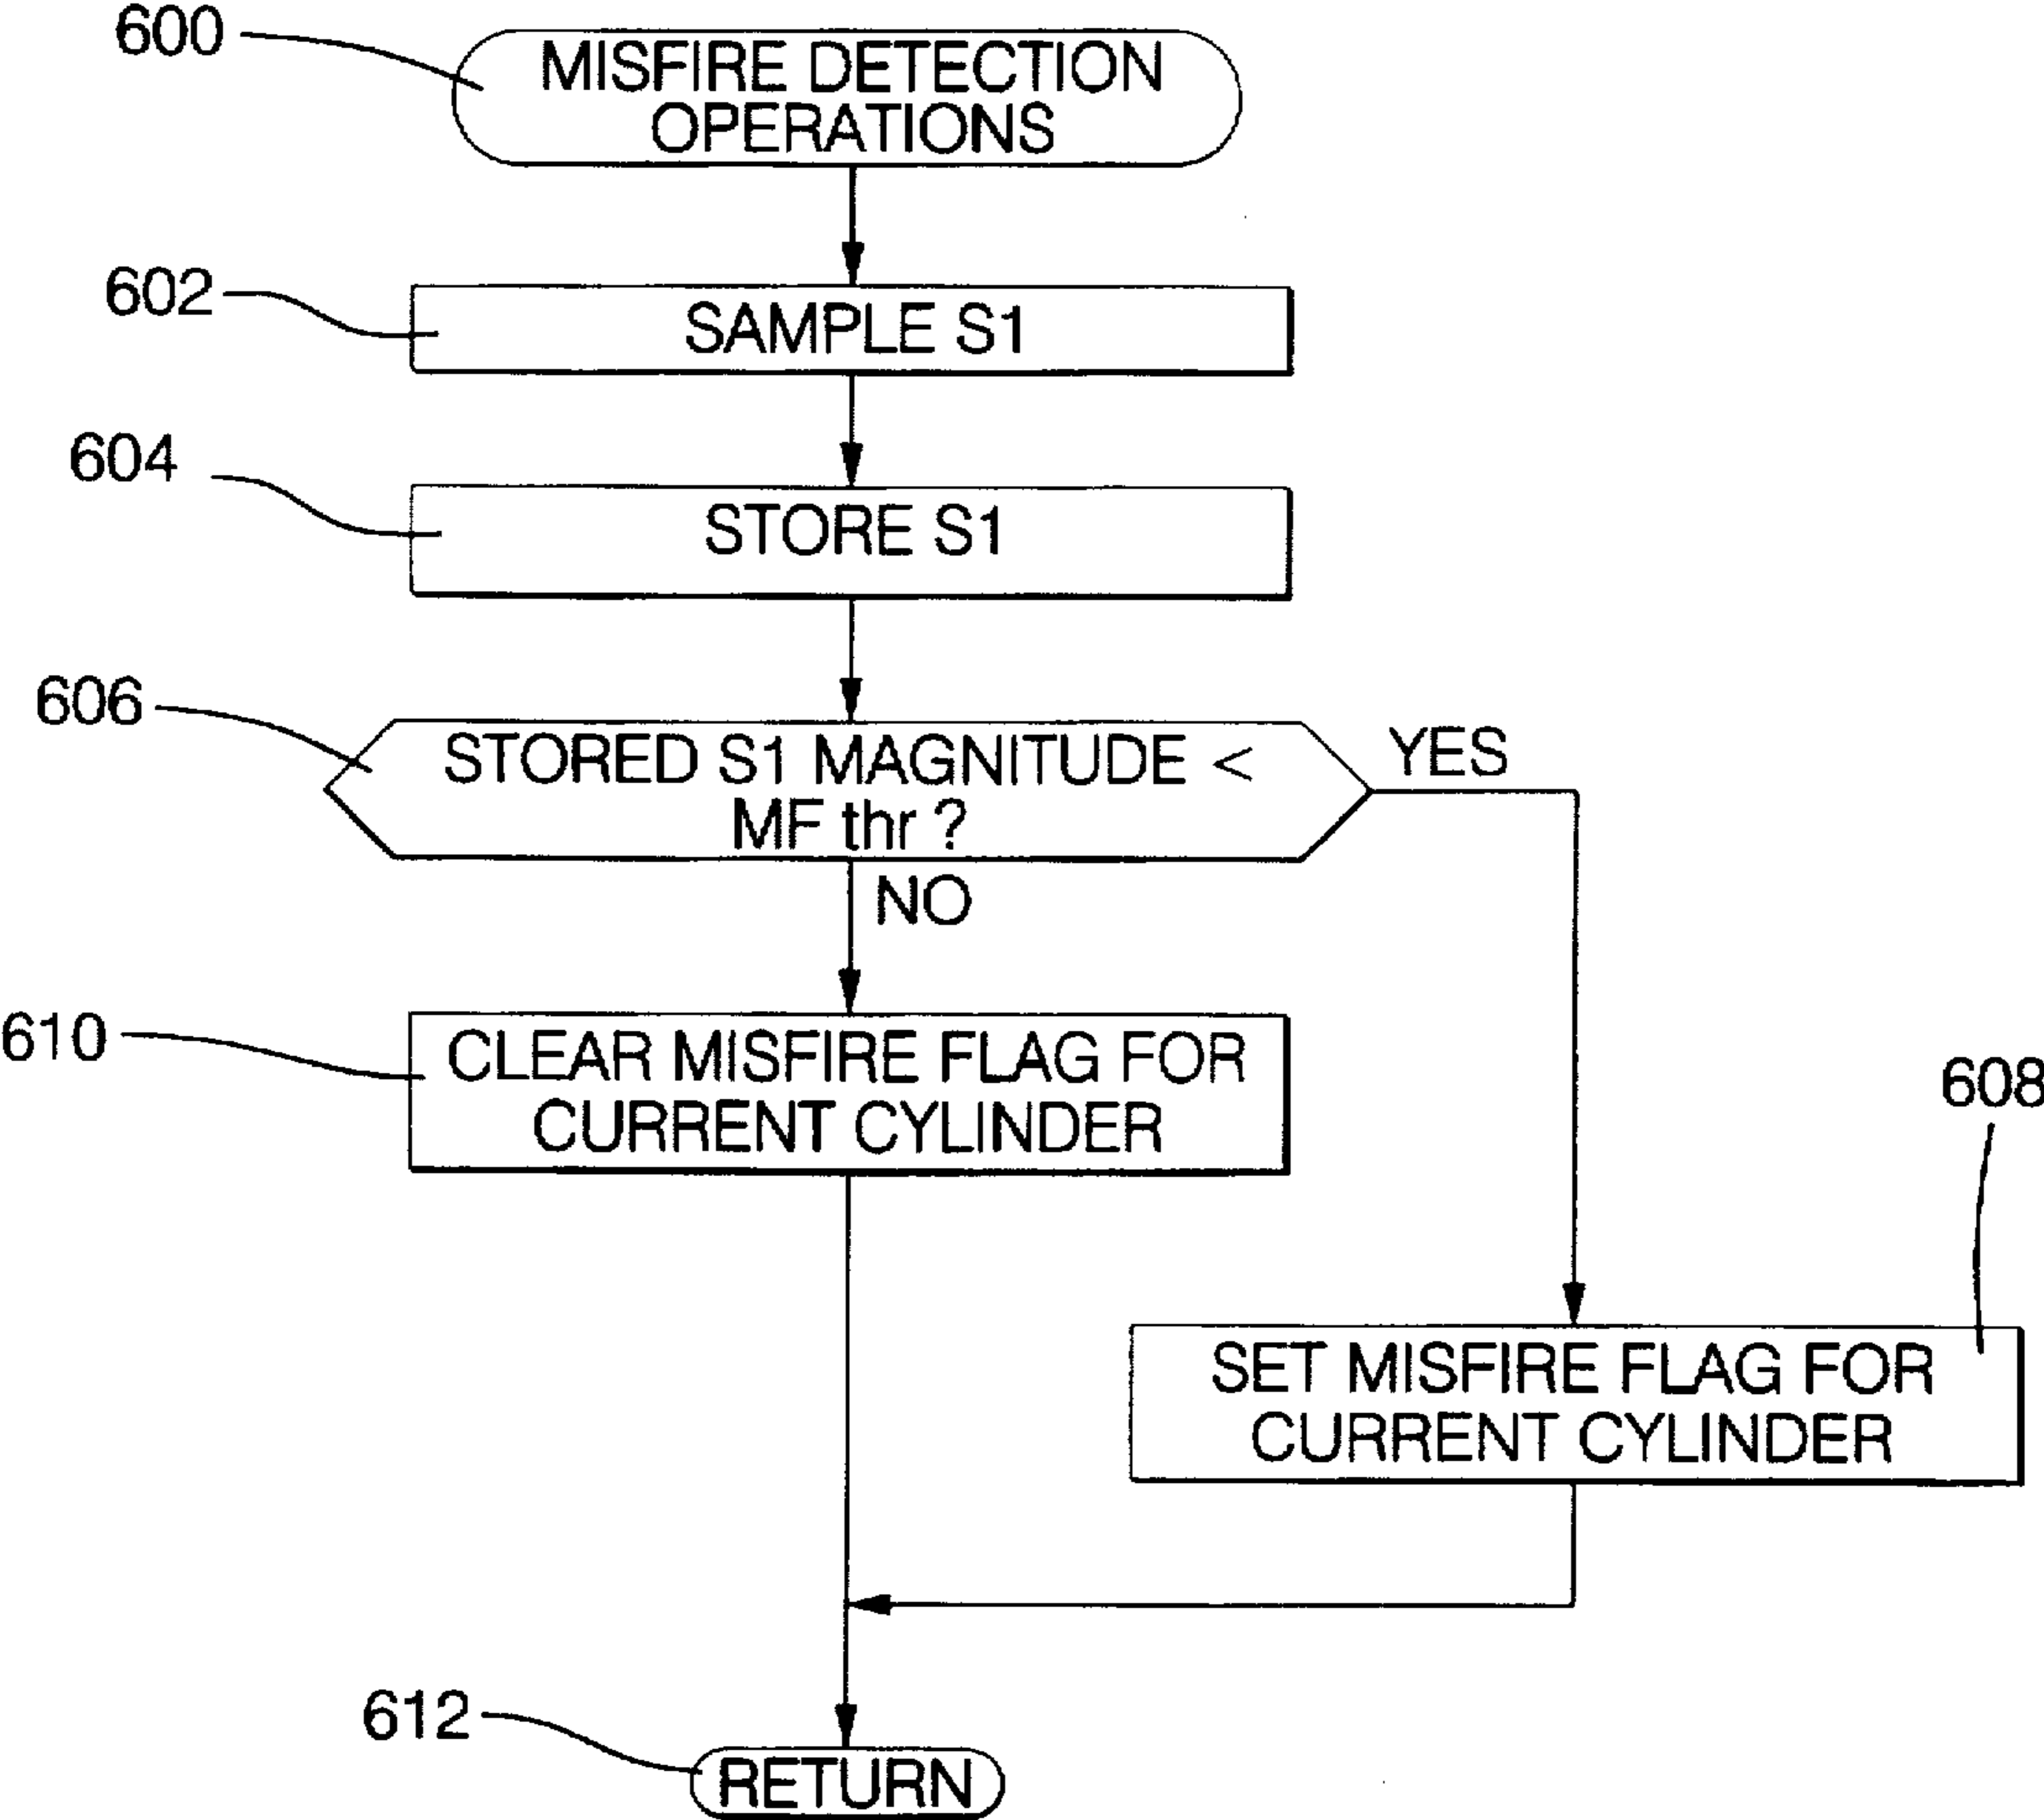 600
MISFIRE DETECTION
OPERATIONS
602
SAMPLE S1
604
STORE S1
606
STORED S1 MAGNITUDE <
MF thr ?
YES
NO
610
CLEAR MISFIRE FLAG FOR
CURRENT CYLINDER
608
SET MISFIRE FLAG FOR
CURRENT CYLINDER
612
RETURN